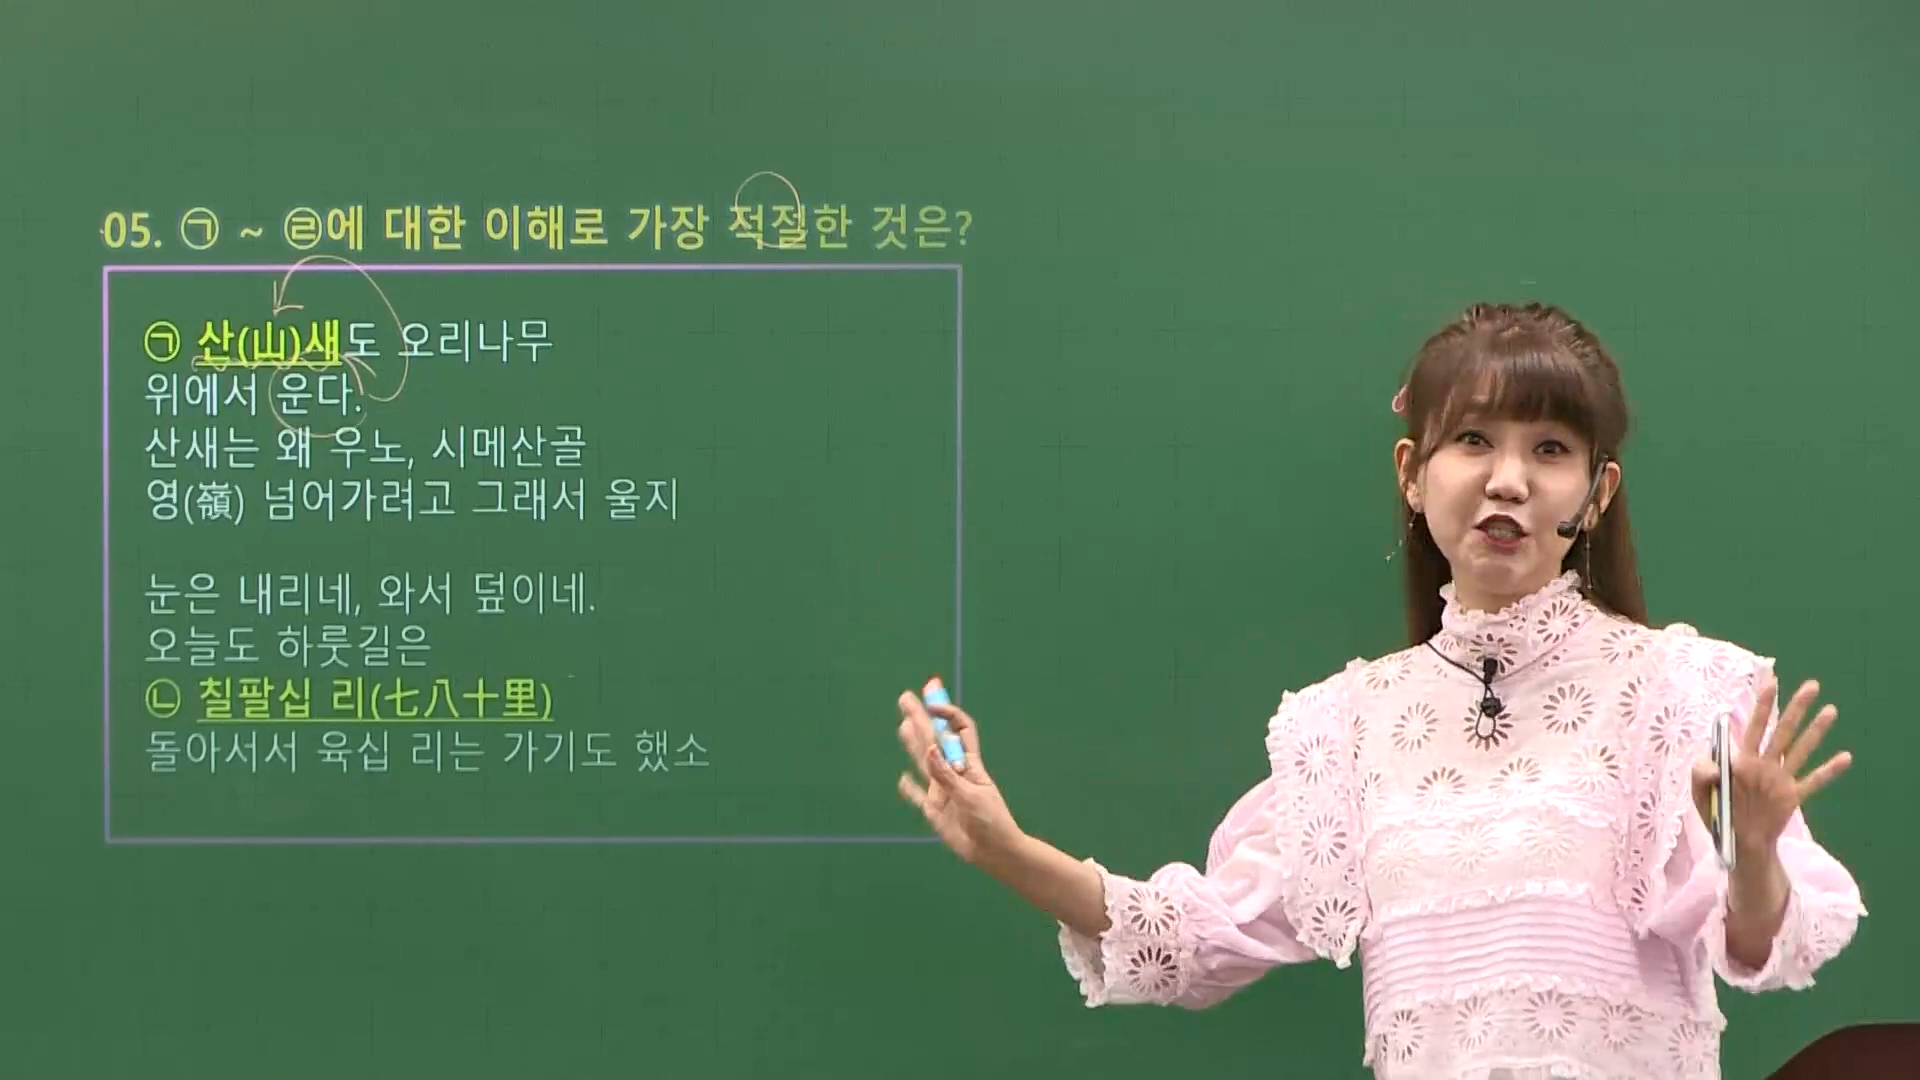 05. ㉠ ~ ㉣에 대한 이해로 가장 적절한 것은?
㉠ 산(山)새도 오리나무
위에서 운다.
산새는 왜 우노, 시메산골
영(嶺) 넘어가려고 그래서 울지
눈은 내리네, 와서 덮이네.
오늘도 하룻길은
㉡ 칠팔십 리(七八十里)
돌아서서 육십 리는 가기도 했소